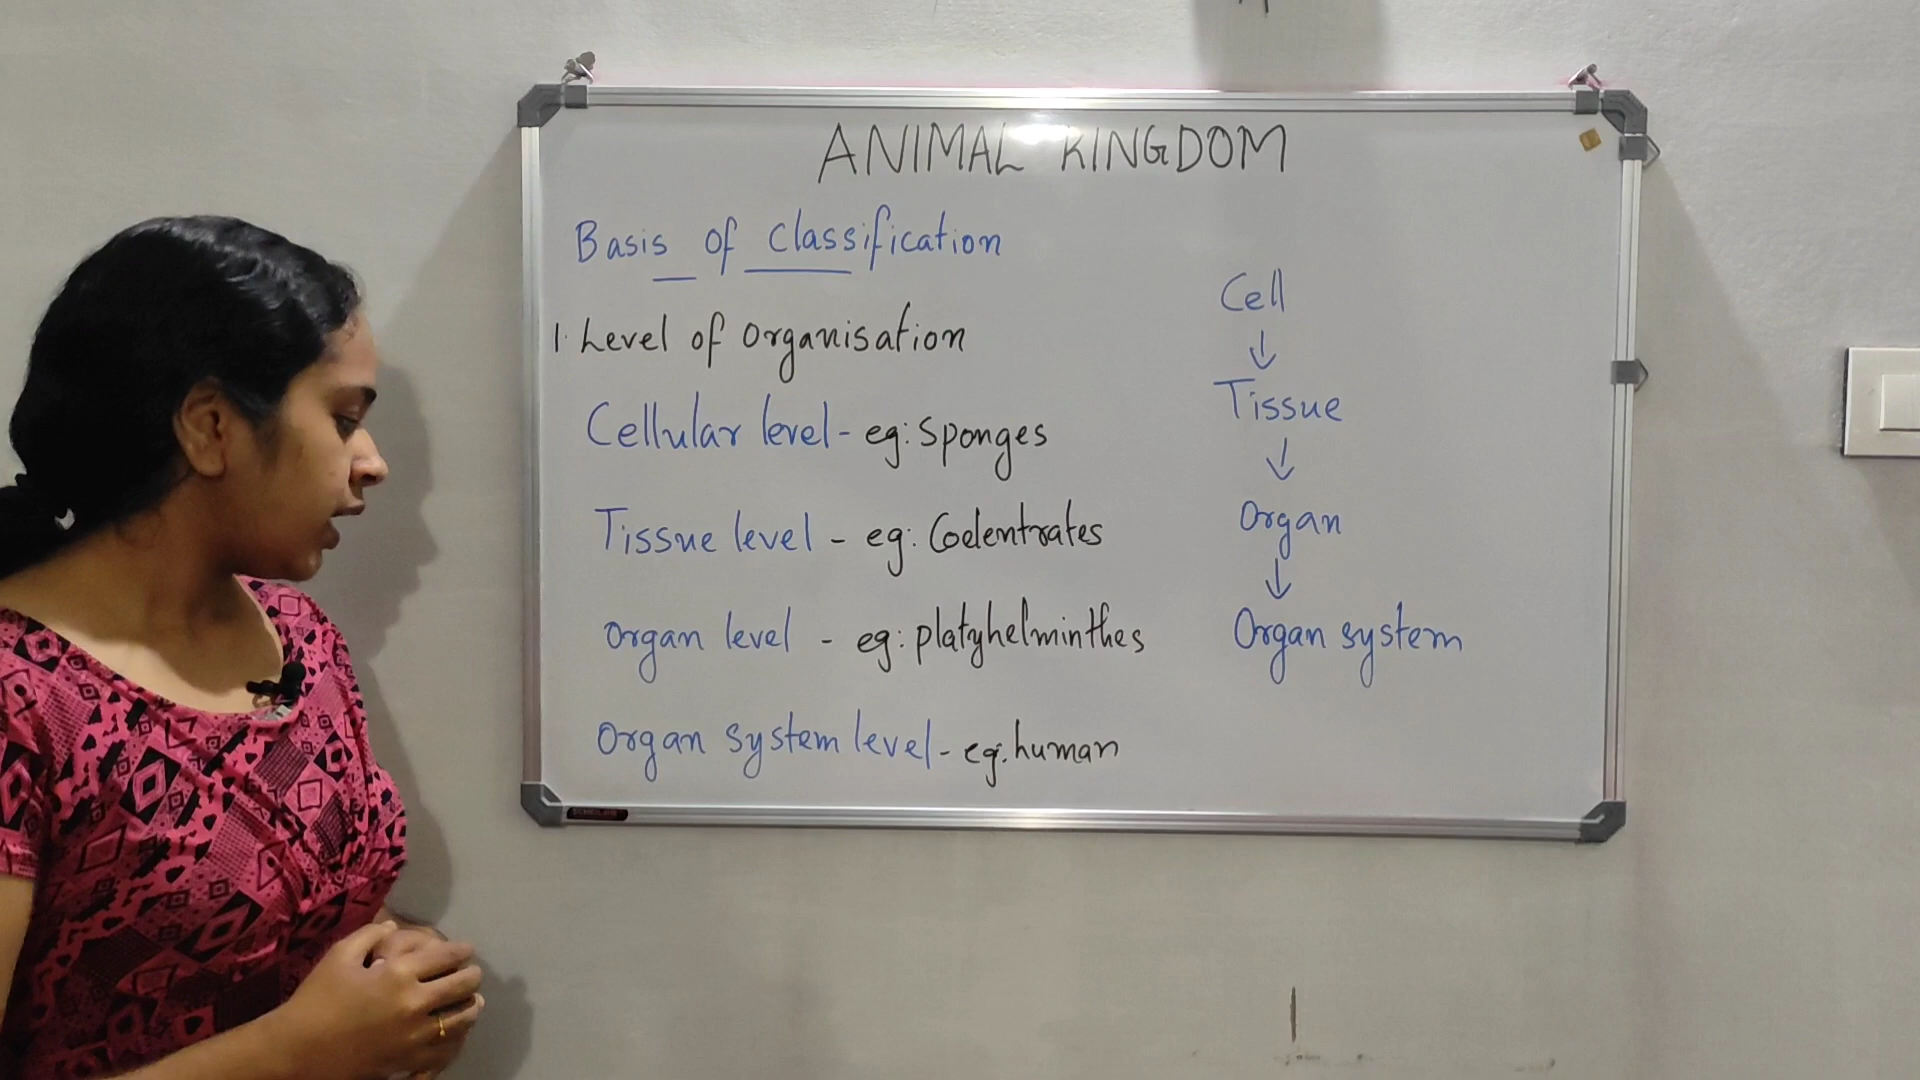 ANIMAL KINGDOM
Basis of classification
1. Level of Organisation
Cellular level - eg: Sponges
Tissue level - eg: Coelentrates
Organ level - eg: platyhelminthes
Organ system level - eg: human
Cell
↓
Tissue
↓
Organ
↓
Organ system